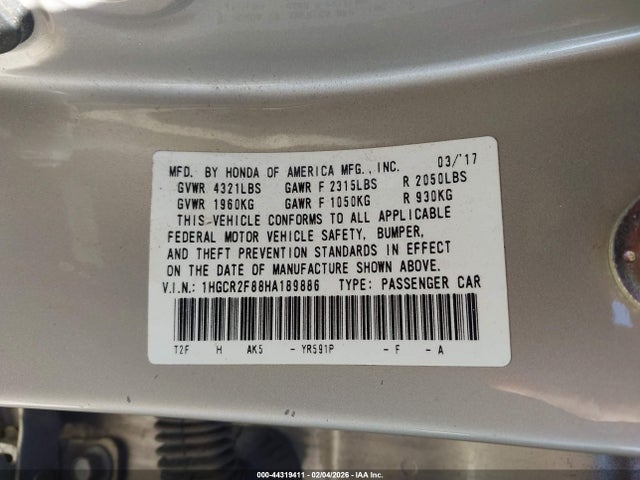 MFD. BY HONDA OF AMERICA MFG., INC. 03/'17
GVWR 4321LBS GAWR F 2315LBS R 2050LBS
GVWR 1960KG GAWR F 1050KG R 930KG
THIS VEHICLE CONFORMS TO ALL APPLICABLE
FEDERAL MOTOR VEHICLE SAFETY, BUMPER,
AND THEFT PREVENTION STANDARDS IN EFFECT
ON THE DATE OF MANUFACTURE SHOWN ABOVE.
V.I.N.: 1HGCR2F88HA189886 TYPE: PASSENGER CAR
T2F H AK5 - YR591P - F - A
000-44319411 | 02/04/2026 | IAA Inc.